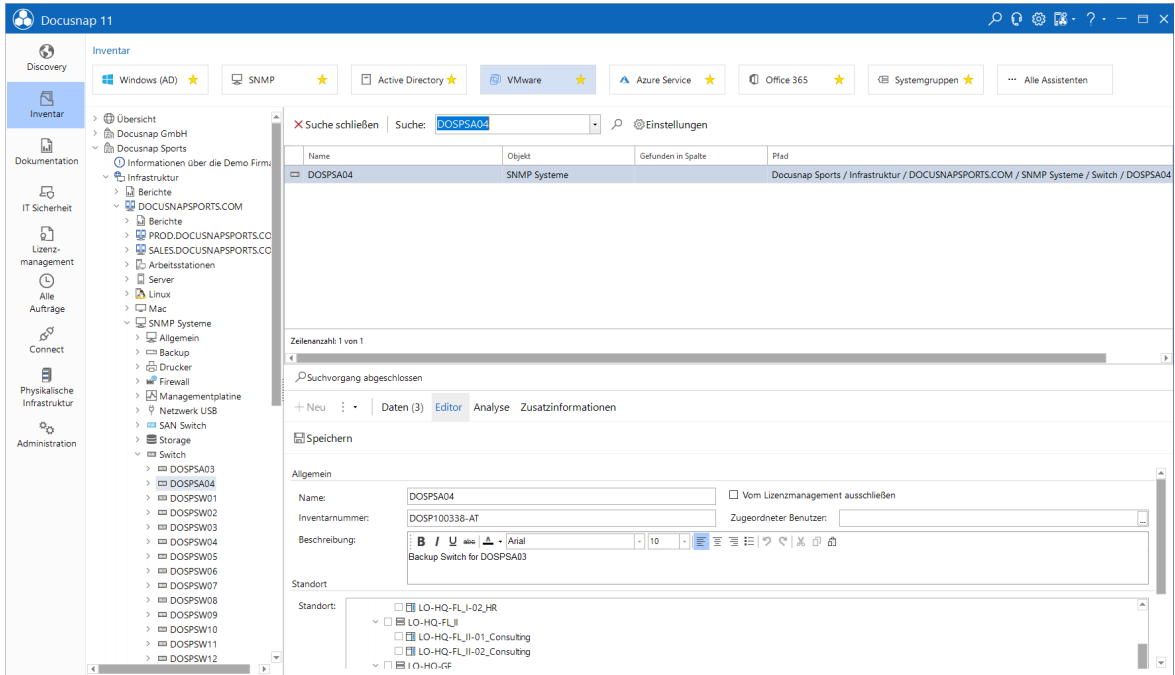 Docusnap 11
Discovery
Inventar
Dokumentation
IT Sicherheit
Lizenz-
management
Alle
Aufträge
Connect
Physikalische
Infrastruktur
Administration
Inventar
Windows (AD)
SNMP
Active Directory
VMware
Azure Service
Office 365
Systemgruppen
Alle Assistenten
Übersicht
Docusnap GmbH
Docusnap Sports
Informationen über die Demo Firma
Infrastruktur
Berichte
DOCUSNAPSPORTS.COM
Berichte
PROD.DOCUSNAPSPORTS.CO
SALES.DOCUSNAPSPORTS.CO
Arbeitsstationen
Server
Linux
Mac
SNMP Systeme
Allgemein
Backup
Drucker
Firewall
Managementplatine
Netzwerk USB
SAN Switch
Storage
Switch
DOSPSA03
DOSPSA04
DOSPSW01
DOSPSW02
DOSPSW03
DOSPSW04
DOSPSW05
DOSPSW06
DOSPSW07
DOSPSW08
DOSPSW09
DOSPSW10
DOSPSW11
DOSPSW12
Suche schließen Suche: DOSPSA04 Einstellungen
Name Objekt Gefunden in Spalte Pfad
DOSPSA04 SNMP Systeme Docusnap Sports / Infrastruktur / DOCUSNAPSPORTS.COM / SNMP Systeme / Switch / DOSPSA04
Zeilenanzahl: 1 von 1
Suchvorgang abgeschlossen
Neu Daten (3) Editor Analyse Zusatzinformationen
Speichern
Allgemein
Name: DOSPSA04 Vom Lizenzmanagement ausschließen
Inventarnummer: DOSP100338-AT Zugeordneter Benutzer: ...
Beschreibung: B I U abc A Arial 10
Backup Switch for DOSPSA03
Standort
Standort: LO-HQ-FL_I-02_HR
LO-HQ-FL_II
LO-HQ-FL_II-01_Consulting
LO-HQ-FL_II-02_Consulting
LO-HQ-GF